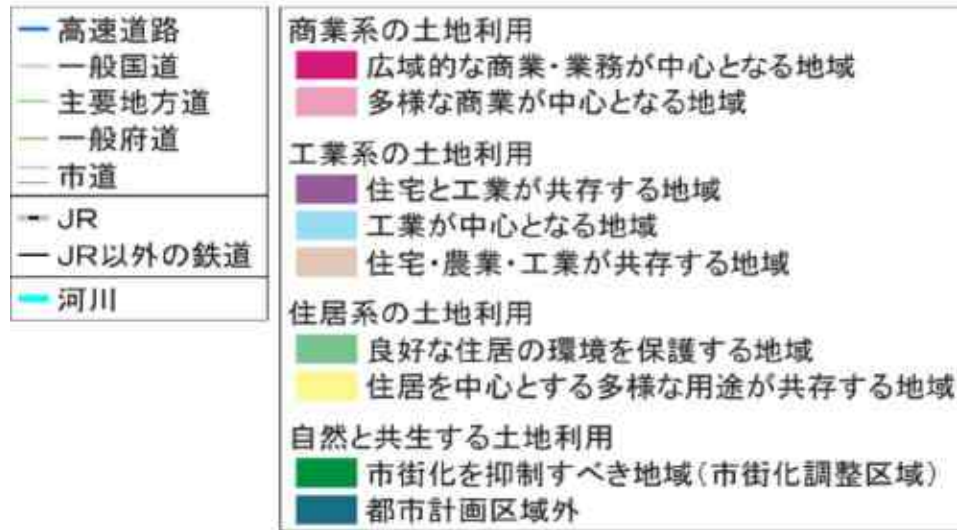 高速道路
一般国道
主要地方道
一般府道
市道
JR
JR以外の鉄道
河川
商業系の土地利用
広域的な商業・業務が中心となる地域
多様な商業が中心となる地域
工業系の土地利用
住宅と工業が共存する地域
工業が中心となる地域
住宅・農業・工業が共存する地域
住居系の土地利用
良好な住居の環境を保護する地域
住居を中心とする多様な用途が共存する地域
自然と共生する土地利用
市街化を抑制すべき地域(市街化調整区域)
都市計画区域外